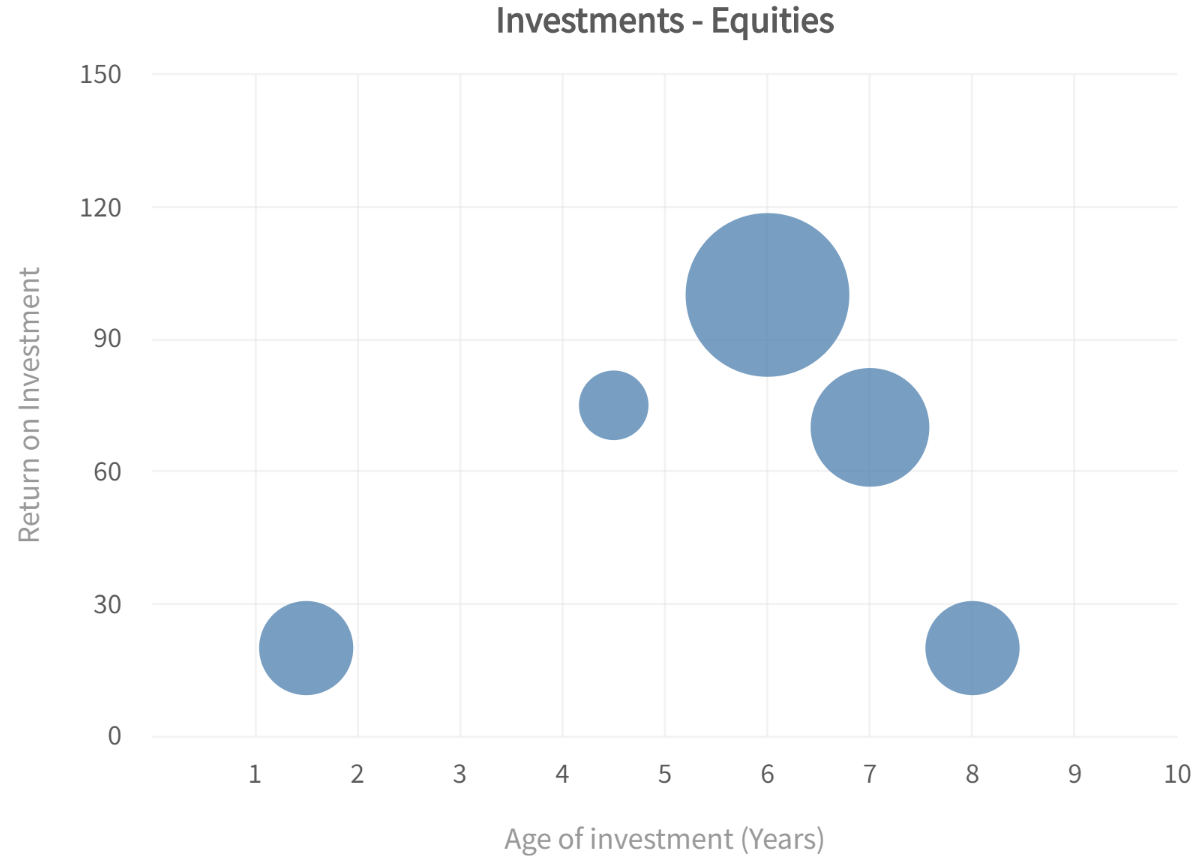 Investments - Equities
150
120
90
60
30
0
Return on Investment
1 2 3 4 5 6 7 8 9 10
Age of investment (Years)